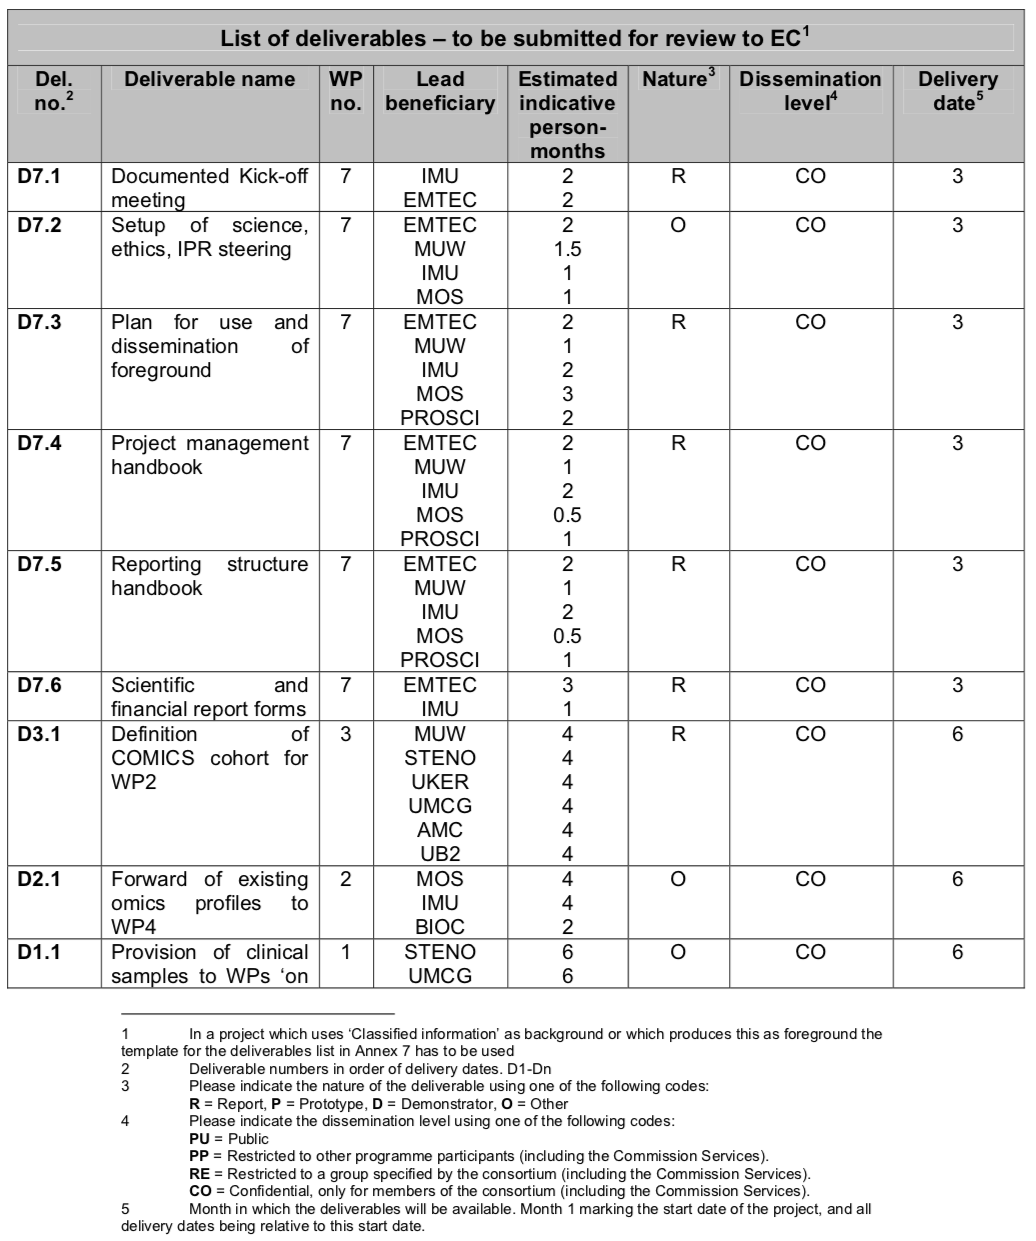 List of deliverables – to be submitted for review to EC1
Del. no.2 Deliverable name WP no. Lead beneficiary Estimated indicative person-months Nature3 Dissemination level4 Delivery date5
D7.1 Documented Kick-off 7 IMU 2 R CO 3
meeting EMTEC 2
D7.2 Setup of science, 7 EMTEC 2 O CO 3
ethics, IPR steering MUW 1.5
IMU 1
MOS 1
D7.3 Plan for use and 7 EMTEC 2 R CO 3
dissemination of MUW 1
foreground IMU 2
MOS 3
PROSCI 2
D7.4 Project management 7 EMTEC 2 R CO 3
handbook MUW 1
IMU 2
MOS 0.5
PROSCI 1
D7.5 Reporting structure 7 EMTEC 2 R CO 3
handbook MUW 1
IMU 2
MOS 0.5
PROSCI 1
D7.6 Scientific and 7 EMTEC 3 R CO 3
financial report forms IMU 1
D3.1 Definition of 3 MUW 4 R CO 6
COMICS cohort for STENO 4
WP2 UKER 4
UMCG 4
AMC 4
UB2 4
D2.1 Forward of existing 2 MOS 4 O CO 6
omics profiles to IMU 4
WP4 BIOC 2
D1.1 Provision of clinical 1 STENO 6 O CO 6
samples to WPs ‘on UMCG 6
1 In a project which uses ‘Classified information’ as background or which produces this as foreground the
template for the deliverables list in Annex 7 has to be used
2 Deliverable numbers in order of delivery dates. D1-Dn
3 Please indicate the nature of the deliverable using one of the following codes:
R = Report, P = Prototype, D = Demonstrator, O = Other
4 Please indicate the dissemination level using one of the following codes:
PU = Public
PP = Restricted to other programme participants (including the Commission Services).
RE = Restricted to a group specified by the consortium (including the Commission Services).
CO = Confidential, only for members of the consortium (including the Commission Services).
5 Month in which the deliverables will be available. Month 1 marking the start date of the project, and all
delivery dates being relative to this start date.